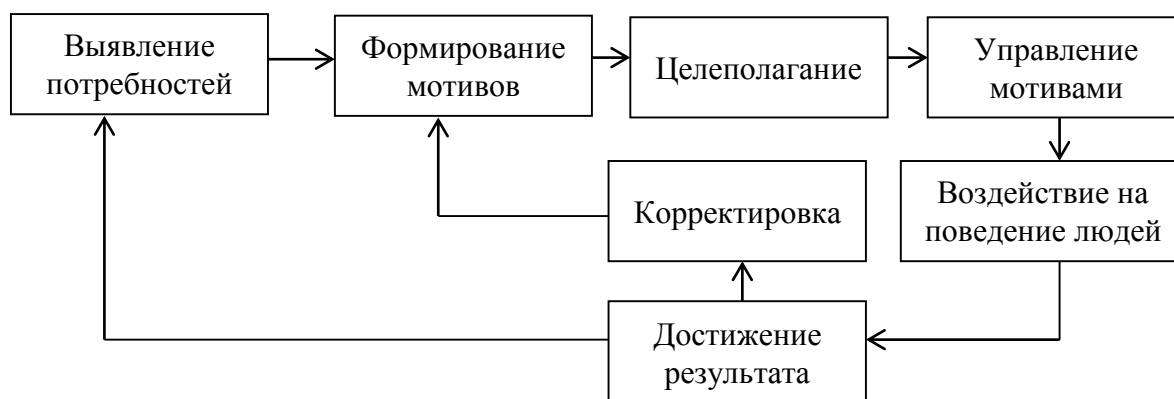 Выявление
потребностей
Формирование
мотивов
Целеполагание
Управление
мотивами
Корректировка
Воздействие на
поведение людей
Достижение
результата